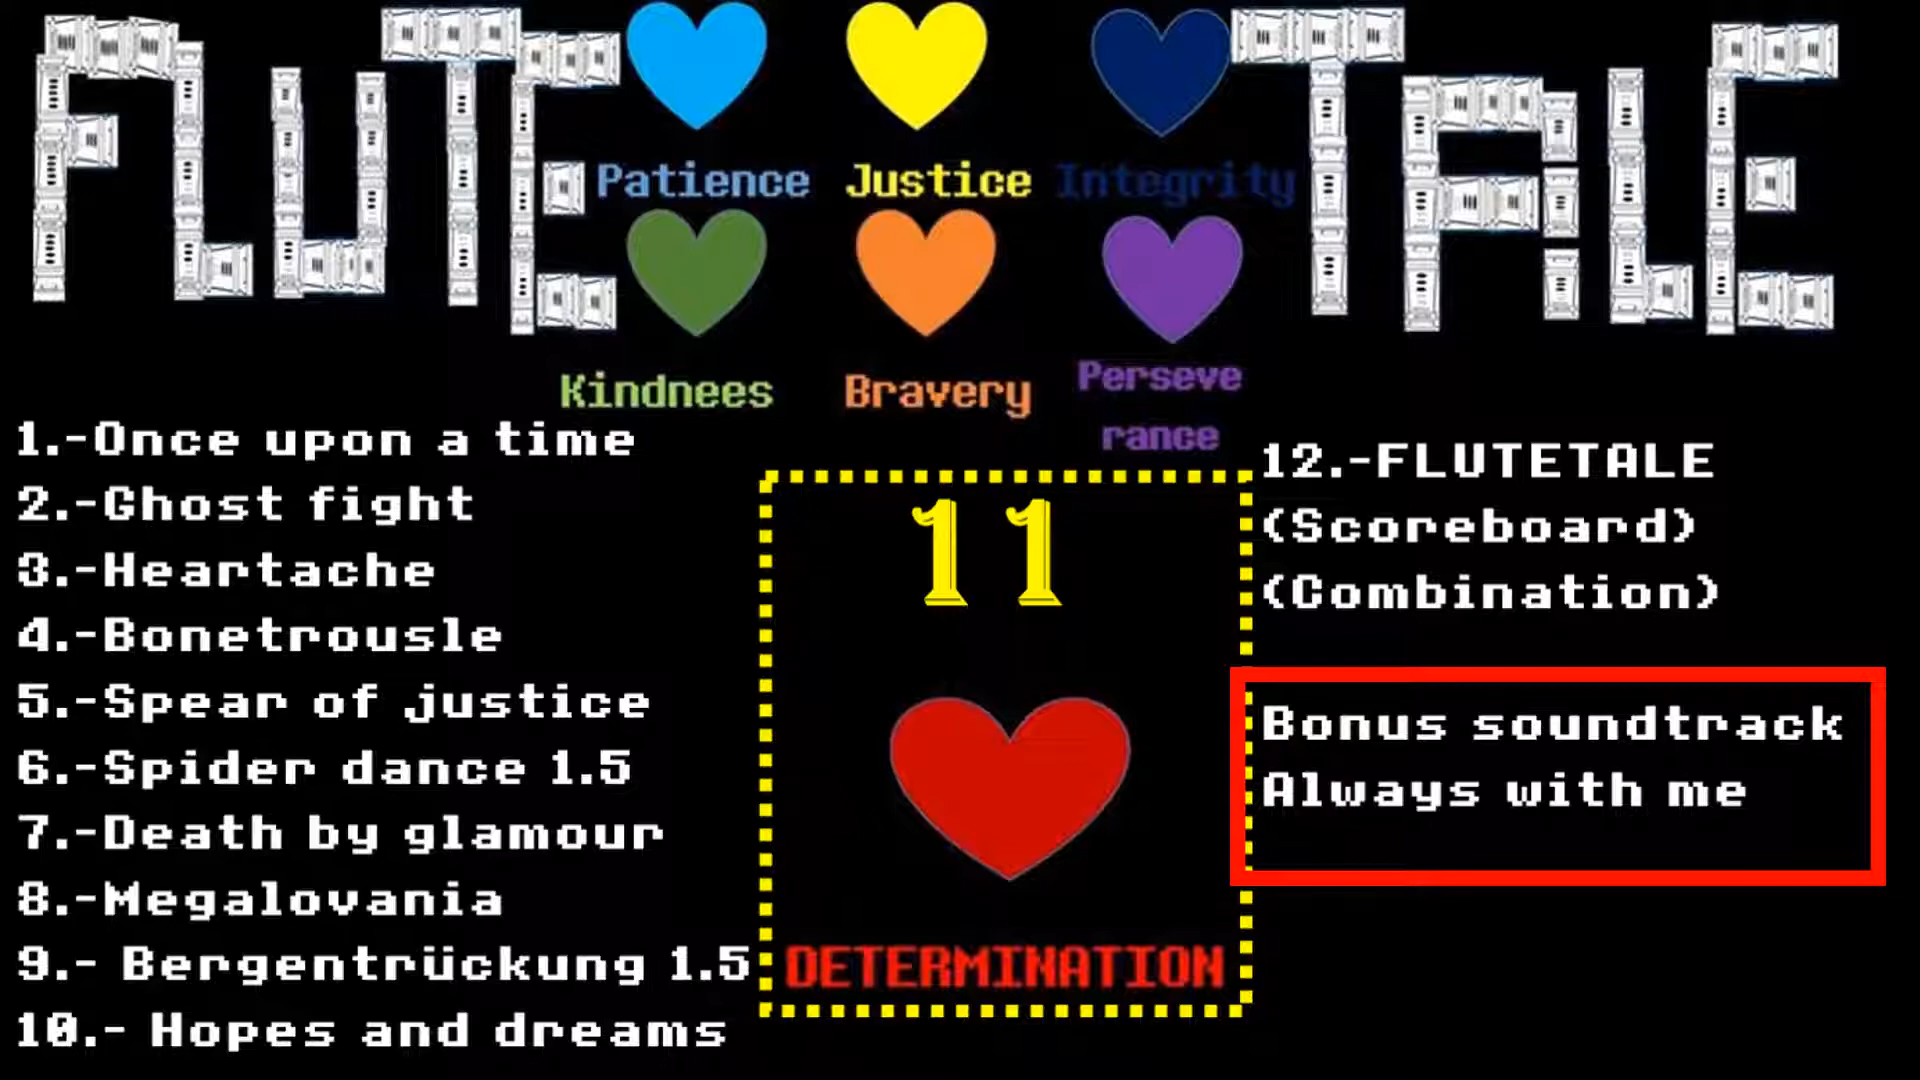 FLUTE TALE
Patience Justice Integrity
Kindnees Bravery Perseve
rance
1.-Once upon a time
2.-Ghost fight
3.-Heartache
4.-Bonetrousle
5.-Spear of justice
6.-Spider dance 1.5
7.-Death by glamour
8.-Megalovania
9.- Bergentrückung 1.5
10.- Hopes and dreams
11
DETERMINATION
12.-FLUTETALE
(Scoreboard)
(Combination)
Bonus soundtrack
Always with me